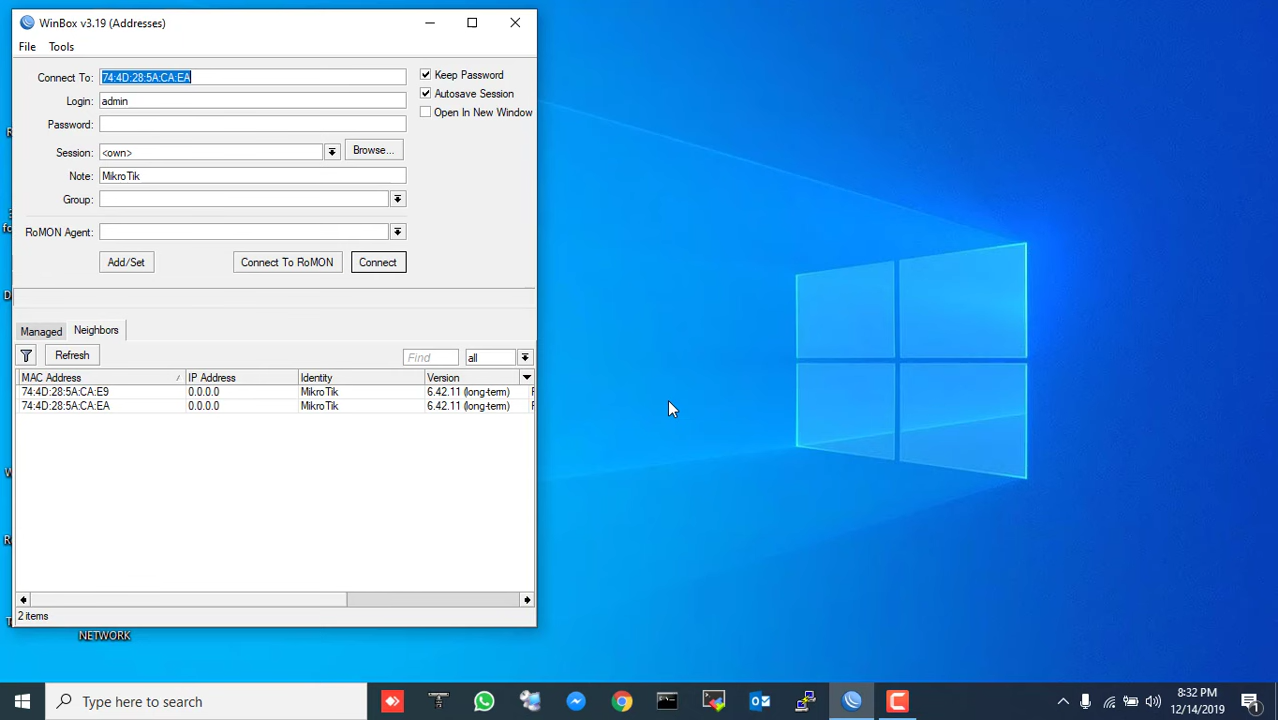 WinBox v3.19 (Addresses)
File Tools
Connect To: 74:4D:28:5A:CA:EA
Keep Password
Login: admin
Autosave Session
Open In New Window
Password:
Session: <own> Browse...
Note: MikroTik
Group:
RoMON Agent:
Add/Set Connect To RoMON Connect
Managed Neighbors
Refresh Find all
MAC Address / IP Address Identity Version
74:4D:28:5A:CA:E9 0.0.0.0 MikroTik 6.42.11 (long-term)
74:4D:28:5A:CA:EA 0.0.0.0 MikroTik 6.42.11 (long-term)
2 items
NETWORK
Type here to search
8:32 PM
12/14/2019
1